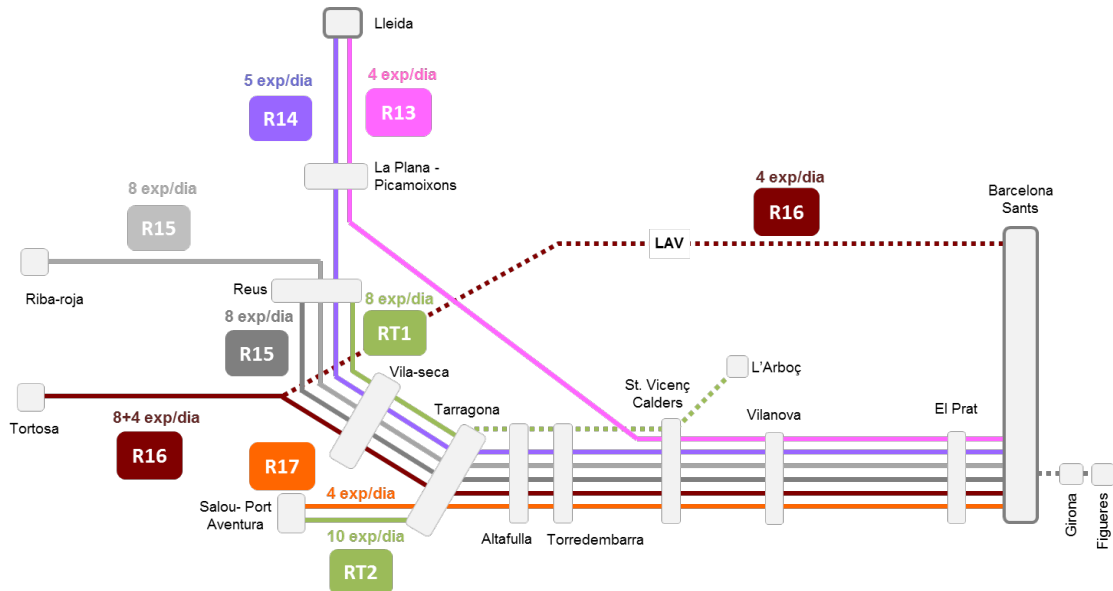 Lleida
5 exp/dia
4 exp/dia
R14
R13
La Plana -
Picamoixons
8 exp/dia
R15
4 exp/dia
R16
Barcelona
Sants
LAV
Riba-roja
Reus
8 exp/dia
RT1
8 exp/dia
R15
Vila-seca
L'Arboç
St. Vicenç
Calders
Tortosa
8+4 exp/dia
R16
Tarragona
Vilanova
El Prat
R17
4 exp/dia
Salou- Port
Aventura
10 exp/dia
RT2
Altafulla
Torredembarra
Girona
Figueres